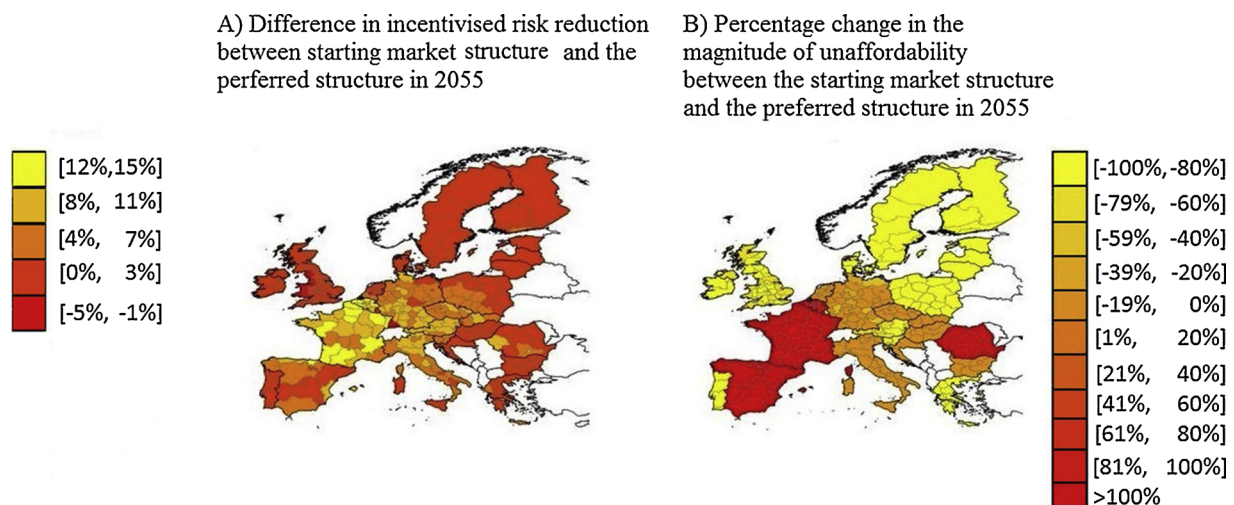 A) Difference in incentivised risk reduction
between starting market structure and the
perferred structure in 2055
B) Percentage change in the
magnitude of unaffordability
between the starting market structure
and the preferred structure in 2055
[12%,15%]
[8%, 11%]
[4%, 7%]
[0%, 3%]
[-5%, -1%]
[-100%,-80%]
[-79%, -60%]
[-59%, -40%]
[-39%, -20%]
[-19%, 0%]
[1%, 20%]
[21%, 40%]
[41%, 60%]
[61%, 80%]
[81%, 100%]
>100%